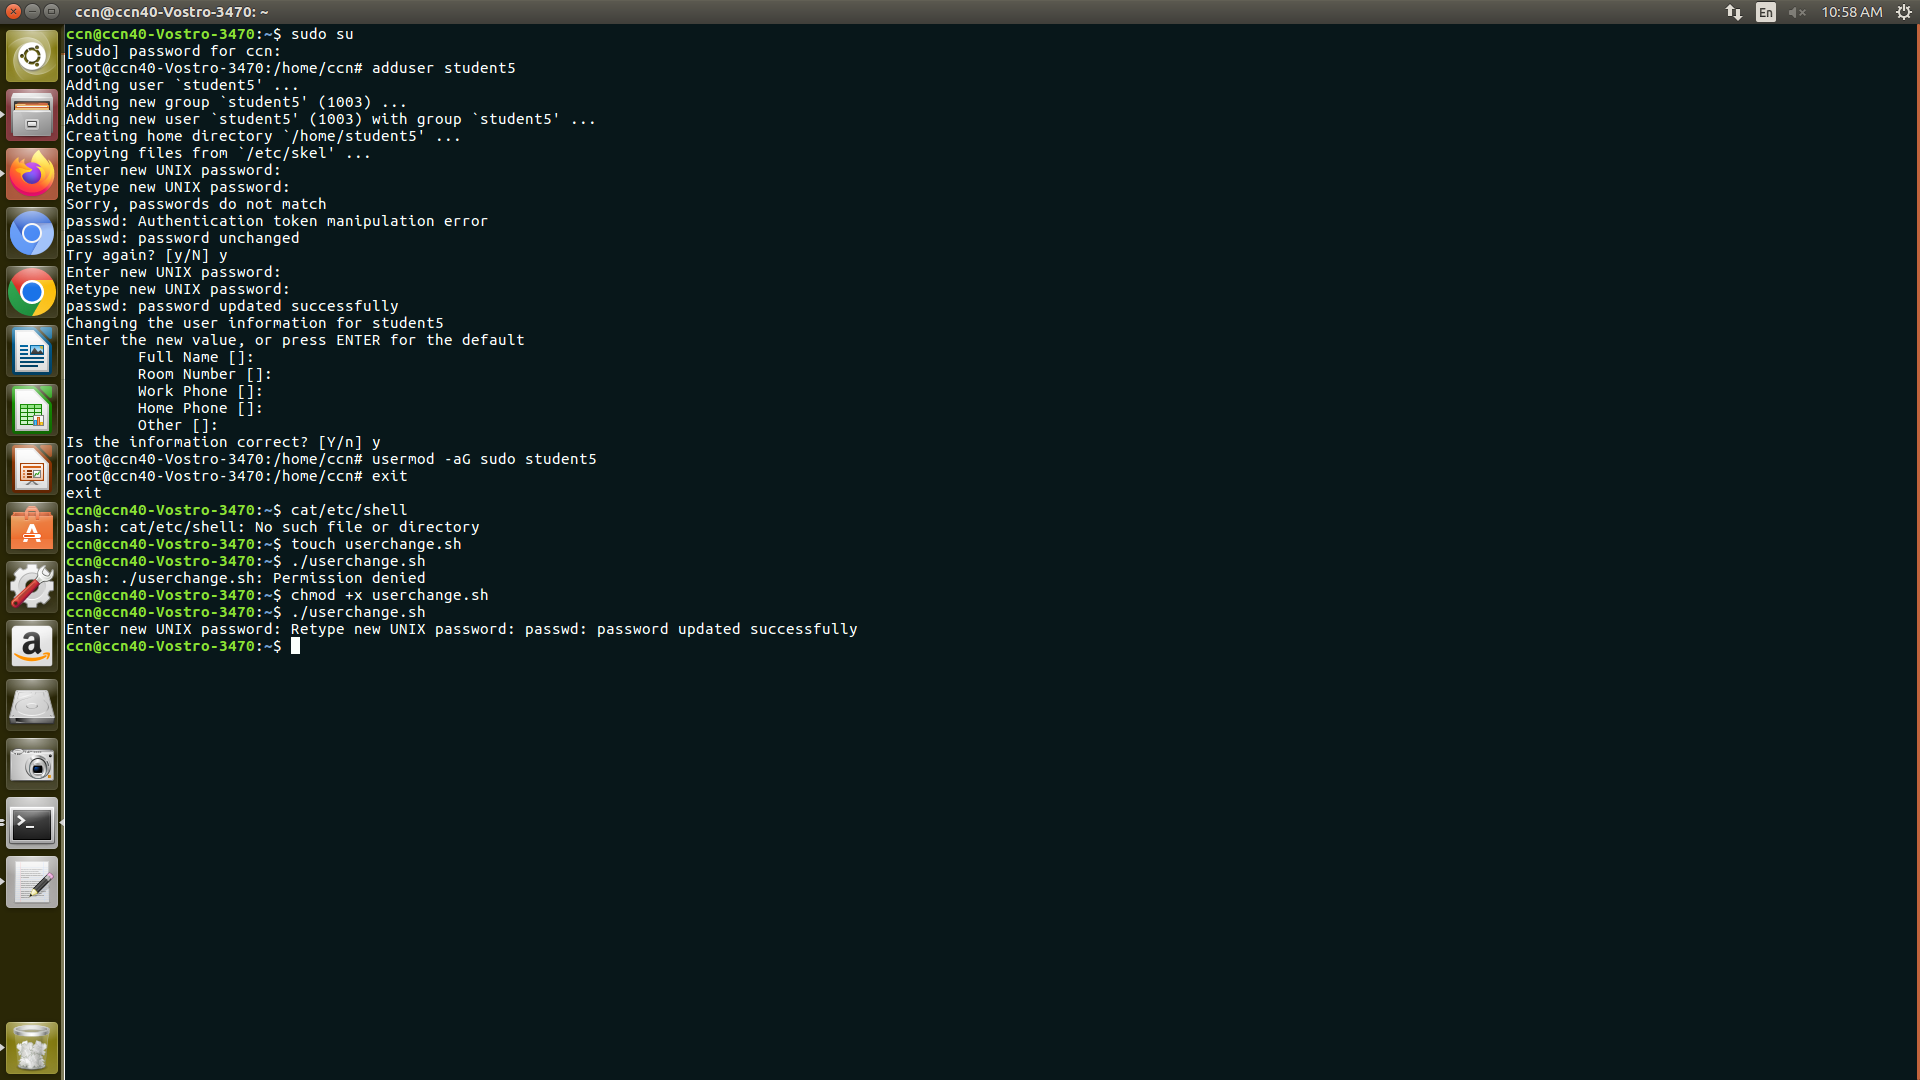 ccn@ccn40-Vostro-3470: ~
En
10:58 AM
ccn@ccn40-Vostro-3470:~$ sudo su
[sudo] password for ccn:
root@ccn40-Vostro-3470:/home/ccn# adduser student5
Adding user `student5' ...
Adding new group `student5' (1003) ...
Adding new user `student5' (1003) with group `student5' ...
Creating home directory `/home/student5' ...
Copying files from `/etc/skel' ...
Enter new UNIX password:
Retype new UNIX password:
Sorry, passwords do not match
passwd: Authentication token manipulation error
passwd: password unchanged
Try again? [y/N] y
Enter new UNIX password:
Retype new UNIX password:
passwd: password updated successfully
Changing the user information for student5
Enter the new value, or press ENTER for the default
Full Name []:
Room Number []:
Work Phone []:
Home Phone []:
Other []:
Is the information correct? [Y/n] y
root@ccn40-Vostro-3470:/home/ccn# usermod -aG sudo student5
root@ccn40-Vostro-3470:/home/ccn# exit
exit
ccn@ccn40-Vostro-3470:~$ cat/etc/shell
bash: cat/etc/shell: No such file or directory
ccn@ccn40-Vostro-3470:~$ touch userchange.sh
ccn@ccn40-Vostro-3470:~$ ./userchange.sh
bash: ./userchange.sh: Permission denied
ccn@ccn40-Vostro-3470:~$ chmod +x userchange.sh
ccn@ccn40-Vostro-3470:~$ ./userchange.sh
Enter new UNIX password: Retype new UNIX password: passwd: password updated successfully
ccn@ccn40-Vostro-3470:~$